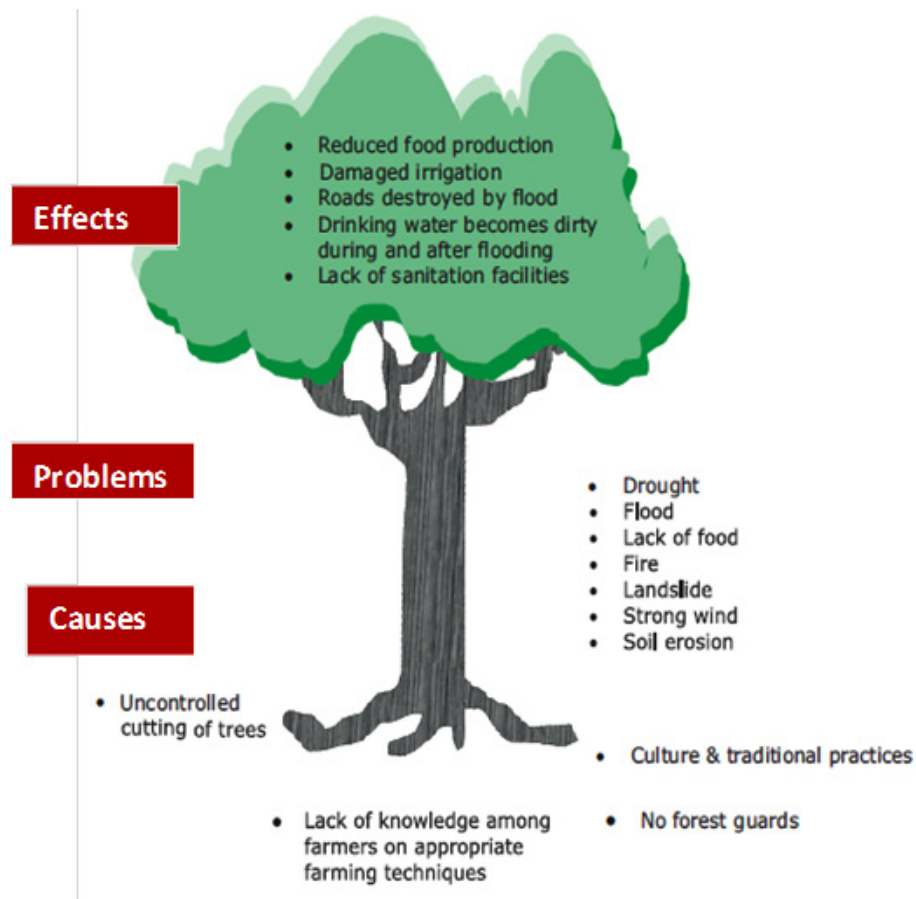 • Reduced food production
• Damaged irrigation
• Roads destroyed by flood
• Drinking water becomes dirty
during and after flooding
• Lack of sanitation facilities
Effects
Problems
• Drought
• Flood
• Lack of food
• Fire
• Landslide
• Strong wind
• Soil erosion
Causes
• Uncontrolled
cutting of trees
• Culture & traditional practices
• Lack of knowledge among
farmers on appropriate
farming techniques
• No forest guards